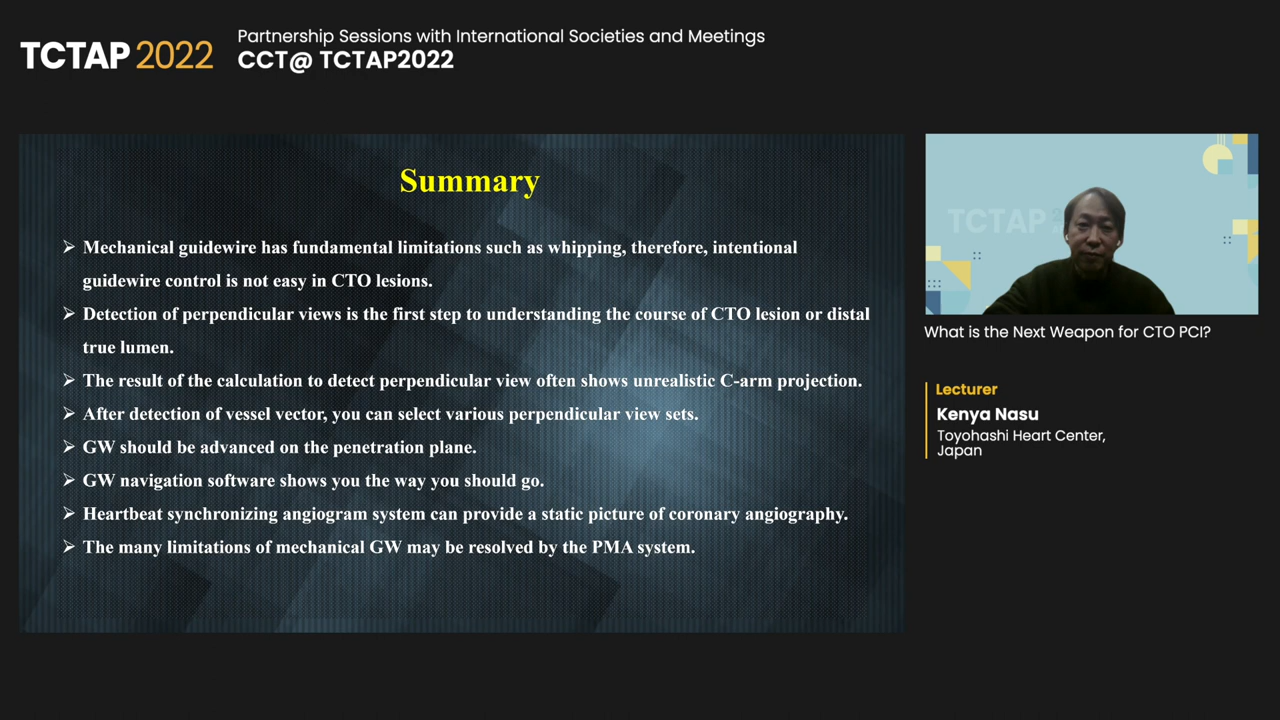 TCTAP 2022
Partnership Sessions with International Societies and Meetings
CCT@ TCTAP2022
Summary
➢ Mechanical guidewire has fundamental limitations such as whipping, therefore, intentional
guidewire control is not easy in CTO lesions.
➢ Detection of perpendicular views is the first step to understanding the course of CTO lesion or distal
true lumen.
➢ The result of the calculation to detect perpendicular view often shows unrealistic C-arm projection.
➢ After detection of vessel vector, you can select various perpendicular view sets.
➢ GW should be advanced on the penetration plane.
➢ GW navigation software shows you the way you should go.
➢ Heartbeat synchronizing angiogram system can provide a static picture of coronary angiography.
➢ The many limitations of mechanical GW may be resolved by the PMA system.
TCTAP
What is the Next Weapon for CTO PCI?
Lecturer
Kenya Nasu
Toyohashi Heart Center,
Japan